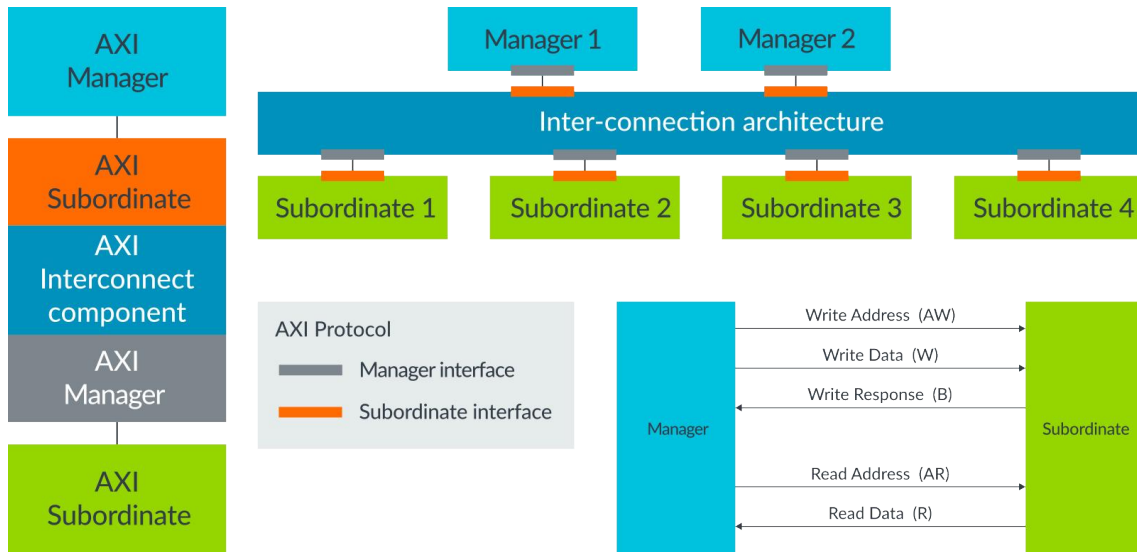 AXI
Manager
AXI
Subordinate
AXI
Interconnect
component
AXI
Manager
AXI
Subordinate
Manager 1
Manager 2
Inter-connection architecture
Subordinate 1
Subordinate 2
Subordinate 3
Subordinate 4
AXI Protocol
Manager interface
Subordinate interface
Manager
Write Address (AW)
Write Data (W)
Write Response (B)
Read Address (AR)
Read Data (R)
Subordinate